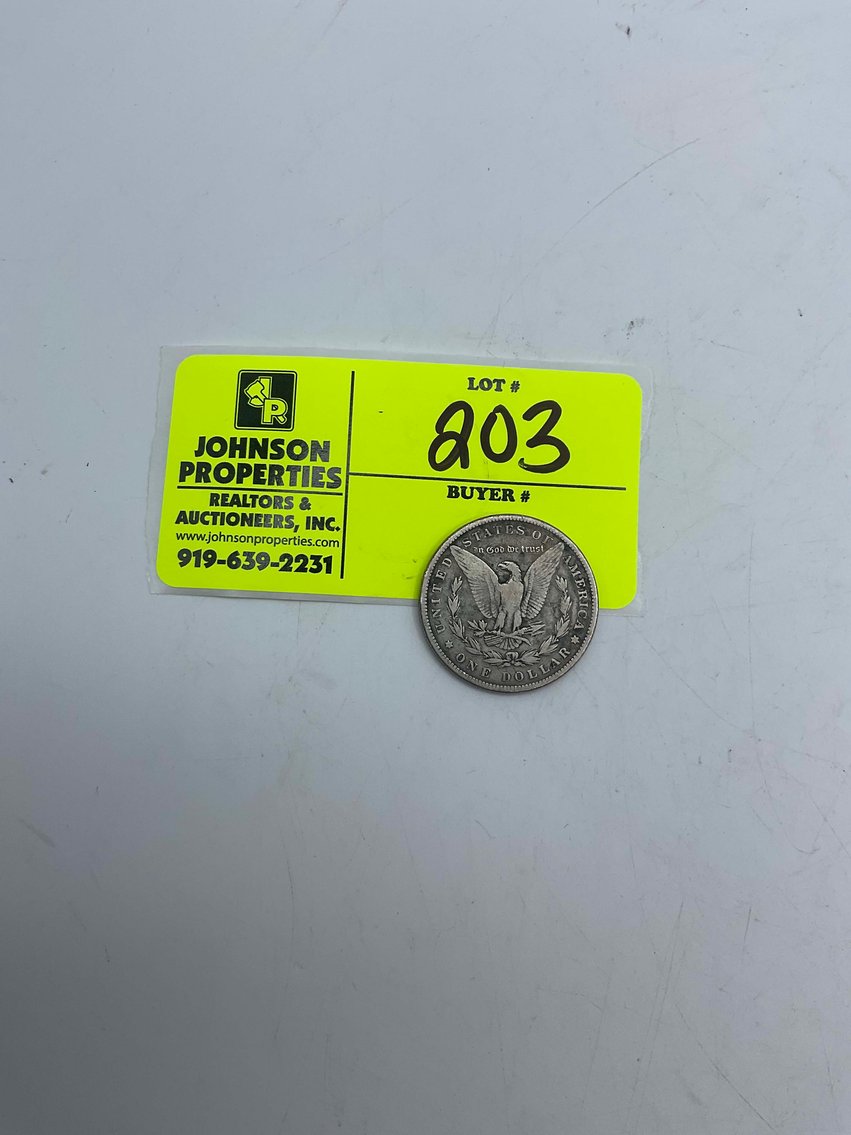 JP
JOHNSON
PROPERTIES
REALTORS &
AUCTIONEERS, INC.
www.johnsonproperties.com
919-639-2231
LOT #
203
BUYER #
UNITED STATES OF AMERICA
In God we trust
ONE DOLLAR